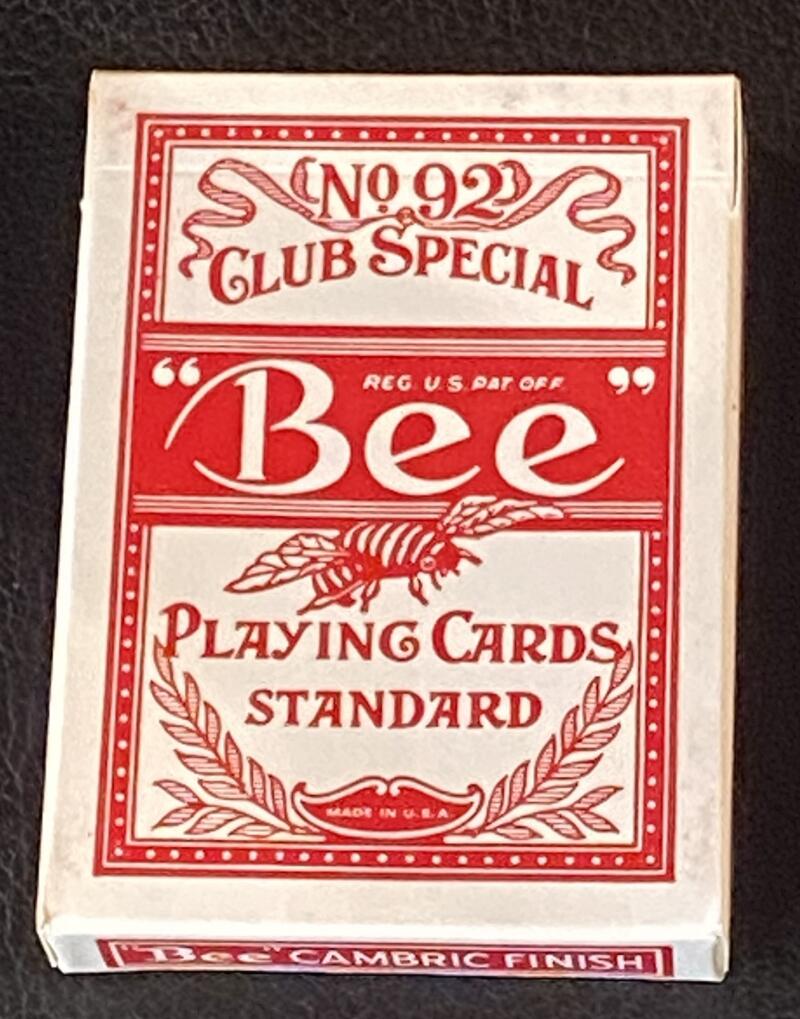 No 92
CLUB SPECIAL
“Bee”
REG. U.S. PAT. OFF.
PLAYING CARDS
STANDARD
MADE IN U.S.A.
"Bee" CAMBRIC FINISH